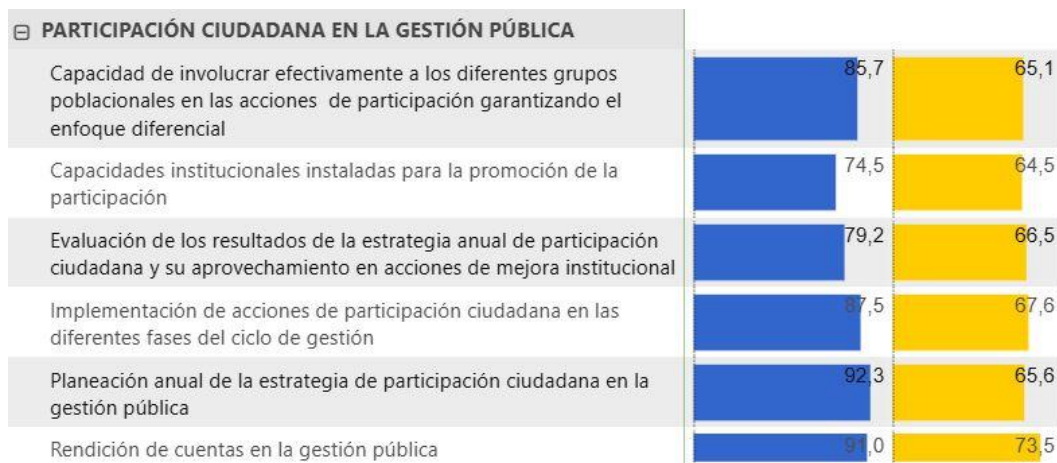 PARTICIPACIÓN CIUDADANA EN LA GESTIÓN PÚBLICA
Capacidad de involucrar efectivamente a los diferentes grupos
poblacionales en las acciones de participación garantizando el
enfoque diferencial
85,7
65,1
Capacidades institucionales instaladas para la promoción de la
participación
74,5
64,5
Evaluación de los resultados de la estrategia anual de participación
ciudadana y su aprovechamiento en acciones de mejora institucional
79,2
66,5
Implementación de acciones de participación ciudadana en las
diferentes fases del ciclo de gestión
87,5
67,6
Planeación anual de la estrategia de participación ciudadana en la
gestión pública
92,3
65,6
Rendición de cuentas en la gestión pública
91,0
73,5